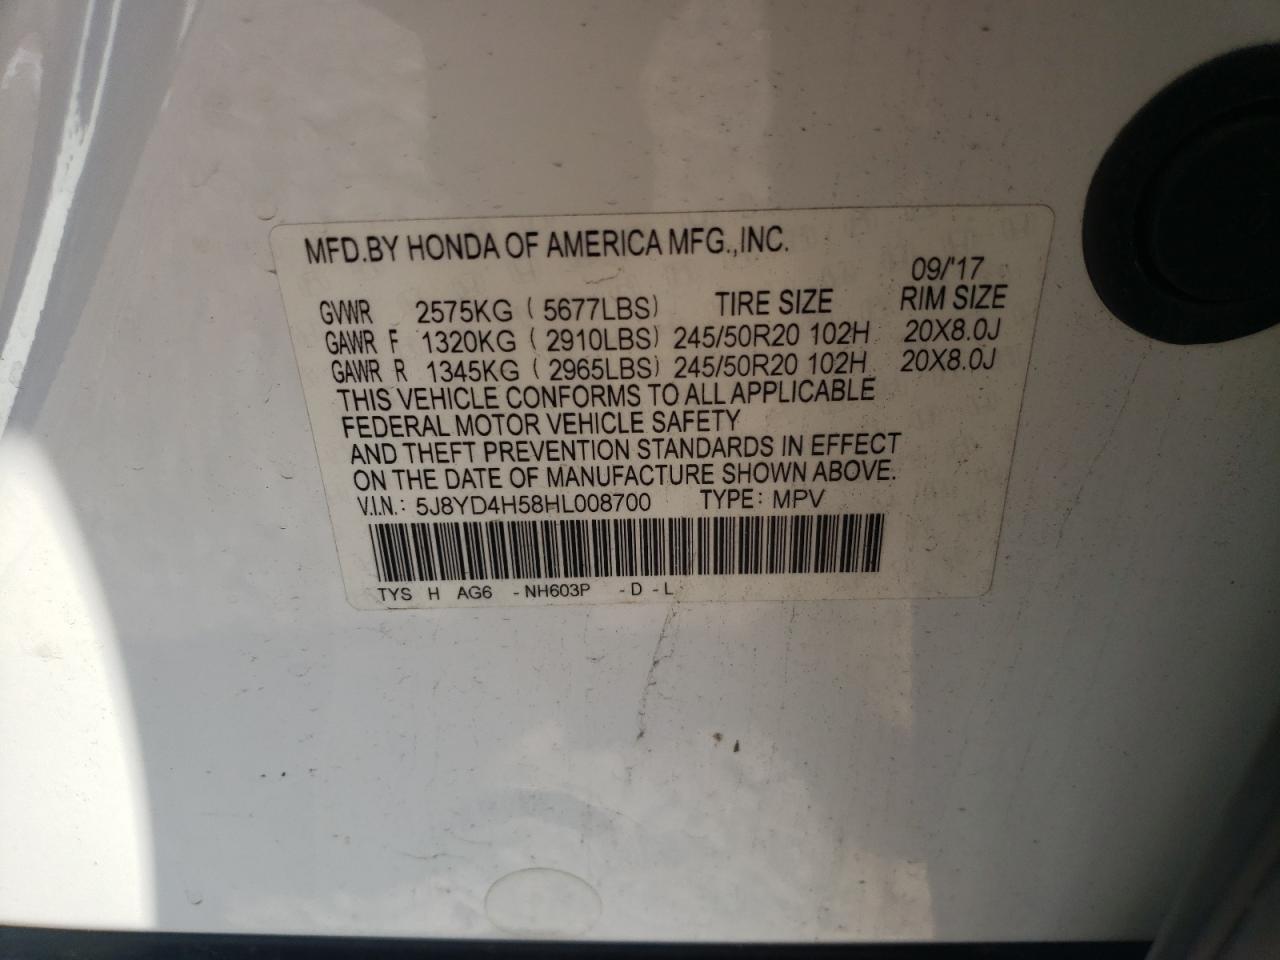 MFD.BY HONDA OF AMERICA MFG.,INC.
09/'17
GVWR 2575KG ( 5677LBS) TIRE SIZE RIM SIZE
GAWR F 1320KG ( 2910LBS) 245/50R20 102H 20X8.0J
GAWR R 1345KG ( 2965LBS) 245/50R20 102H 20X8.0J
THIS VEHICLE CONFORMS TO ALL APPLICABLE
FEDERAL MOTOR VEHICLE SAFETY
AND THEFT PREVENTION STANDARDS IN EFFECT
ON THE DATE OF MANUFACTURE SHOWN ABOVE.
V.I.N.: 5J8YD4H58HL008700 TYPE: MPV
TYS H AG6 -NH603P -D -L